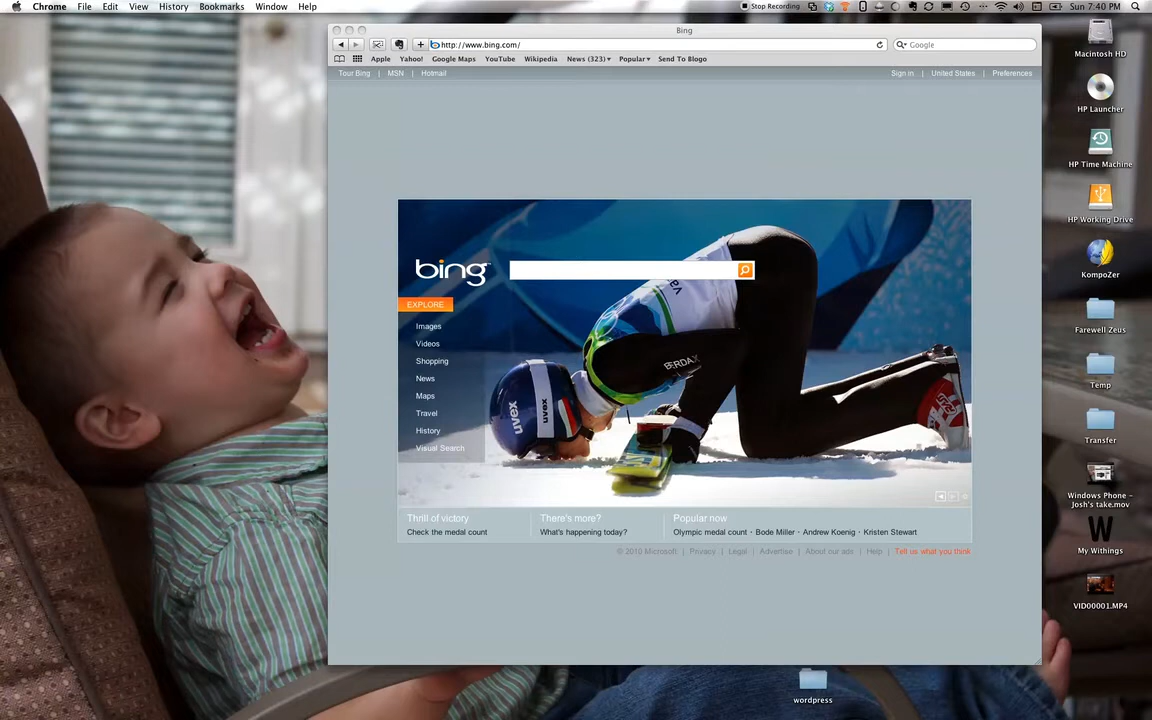 Chrome File Edit View History Bookmarks Window Help
Stop Recording
Sun 7:40 PM
Bing
http://www.bing.com/
Google
Apple Yahoo! Google Maps YouTube Wikipedia News (323) Popular Send To Blogo
Tour Bing | MSN | Hotmail
Sign in | United States | Preferences
bing
EXPLORE
Images
Videos
Shopping
News
Maps
Travel
History
Visual Search
uvex
uvex
Thrill of victory
Check the medal count
There's more?
What's happening today?
Popular now
Olympic medal count · Bode Miller · Andrew Koenig · Kristen Stewart
© 2010 Microsoft | Privacy | Legal | Advertise | About our ads | Help | Tell us what you think
Macintosh HD
HP Launcher
HP Time Machine
HP Working Drive
KompoZer
Farewell Zeus
Temp
Transfer
Windows Phone -
Josh's take.mov
W
My Withings
VID00001.MP4
wordpress